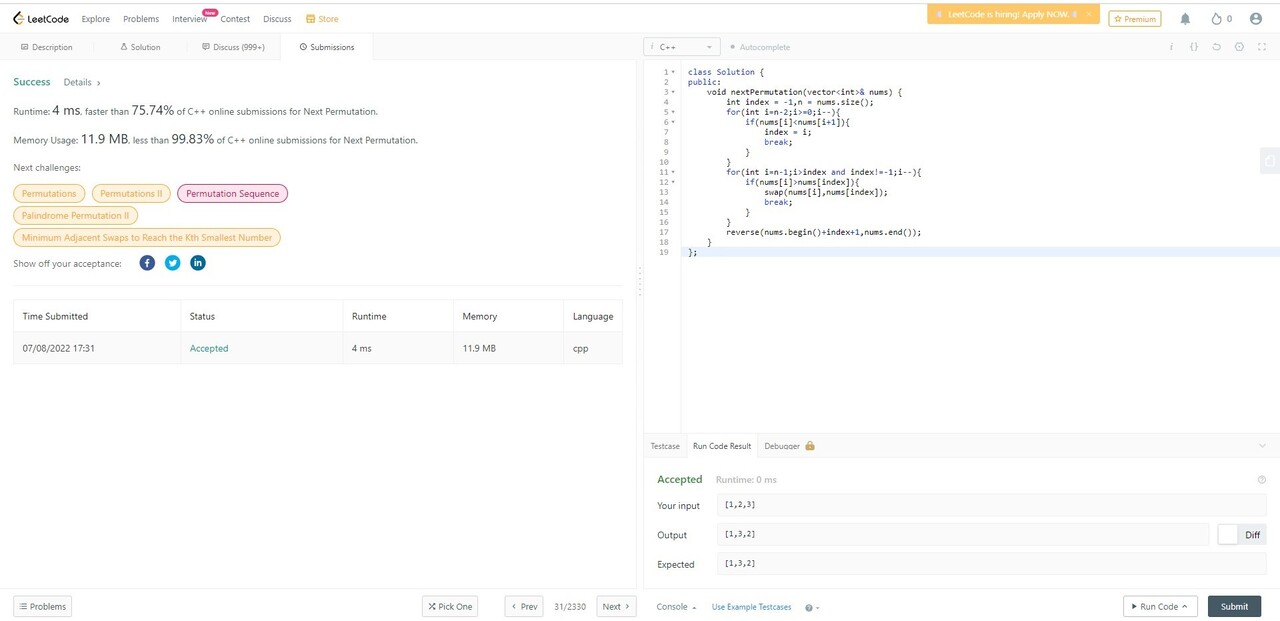 LeetCode Explore Problems Interview New Contest Discuss Store
LeetCode is hiring! Apply NOW.
Premium 0
Description Solution Discuss (999+) Submissions
Success Details >
Runtime: 4 ms, faster than 75.74% of C++ online submissions for Next Permutation.
Memory Usage: 11.9 MB, less than 99.83% of C++ online submissions for Next Permutation.
Next challenges:
Permutations Permutations II Permutation Sequence
Palindrome Permutation II
Minimum Adjacent Swaps to Reach the Kth Smallest Number
Show off your acceptance: f in
Time Submitted Status Runtime Memory Language
07/08/2022 17:31 Accepted 4 ms 11.9 MB cpp
Problems Pick One < Prev 31/2330 Next >
i C++ Autocomplete i {}
1 class Solution {
2 public:
3 void nextPermutation(vector<int>& nums) {
4 int index = -1,n = nums.size();
5 for(int i=n-2;i>=0;i--){
6 if(nums[i]<nums[i+1]){
7 index = i;
8 break;
9 }
10 }
11 for(int i=n-1;i>index and index!=-1;i--){
12 if(nums[i]>nums[index]){
13 swap(nums[i],nums[index]);
14 break;
15 }
16 }
17 reverse(nums.begin()+index+1,nums.end());
18 }
19 };
Testcase Run Code Result Debugger
Accepted Runtime: 0 ms
Your input [1,2,3]
Output [1,3,2] Diff
Expected [1,3,2]
Console Use Example Testcases Run Code Submit